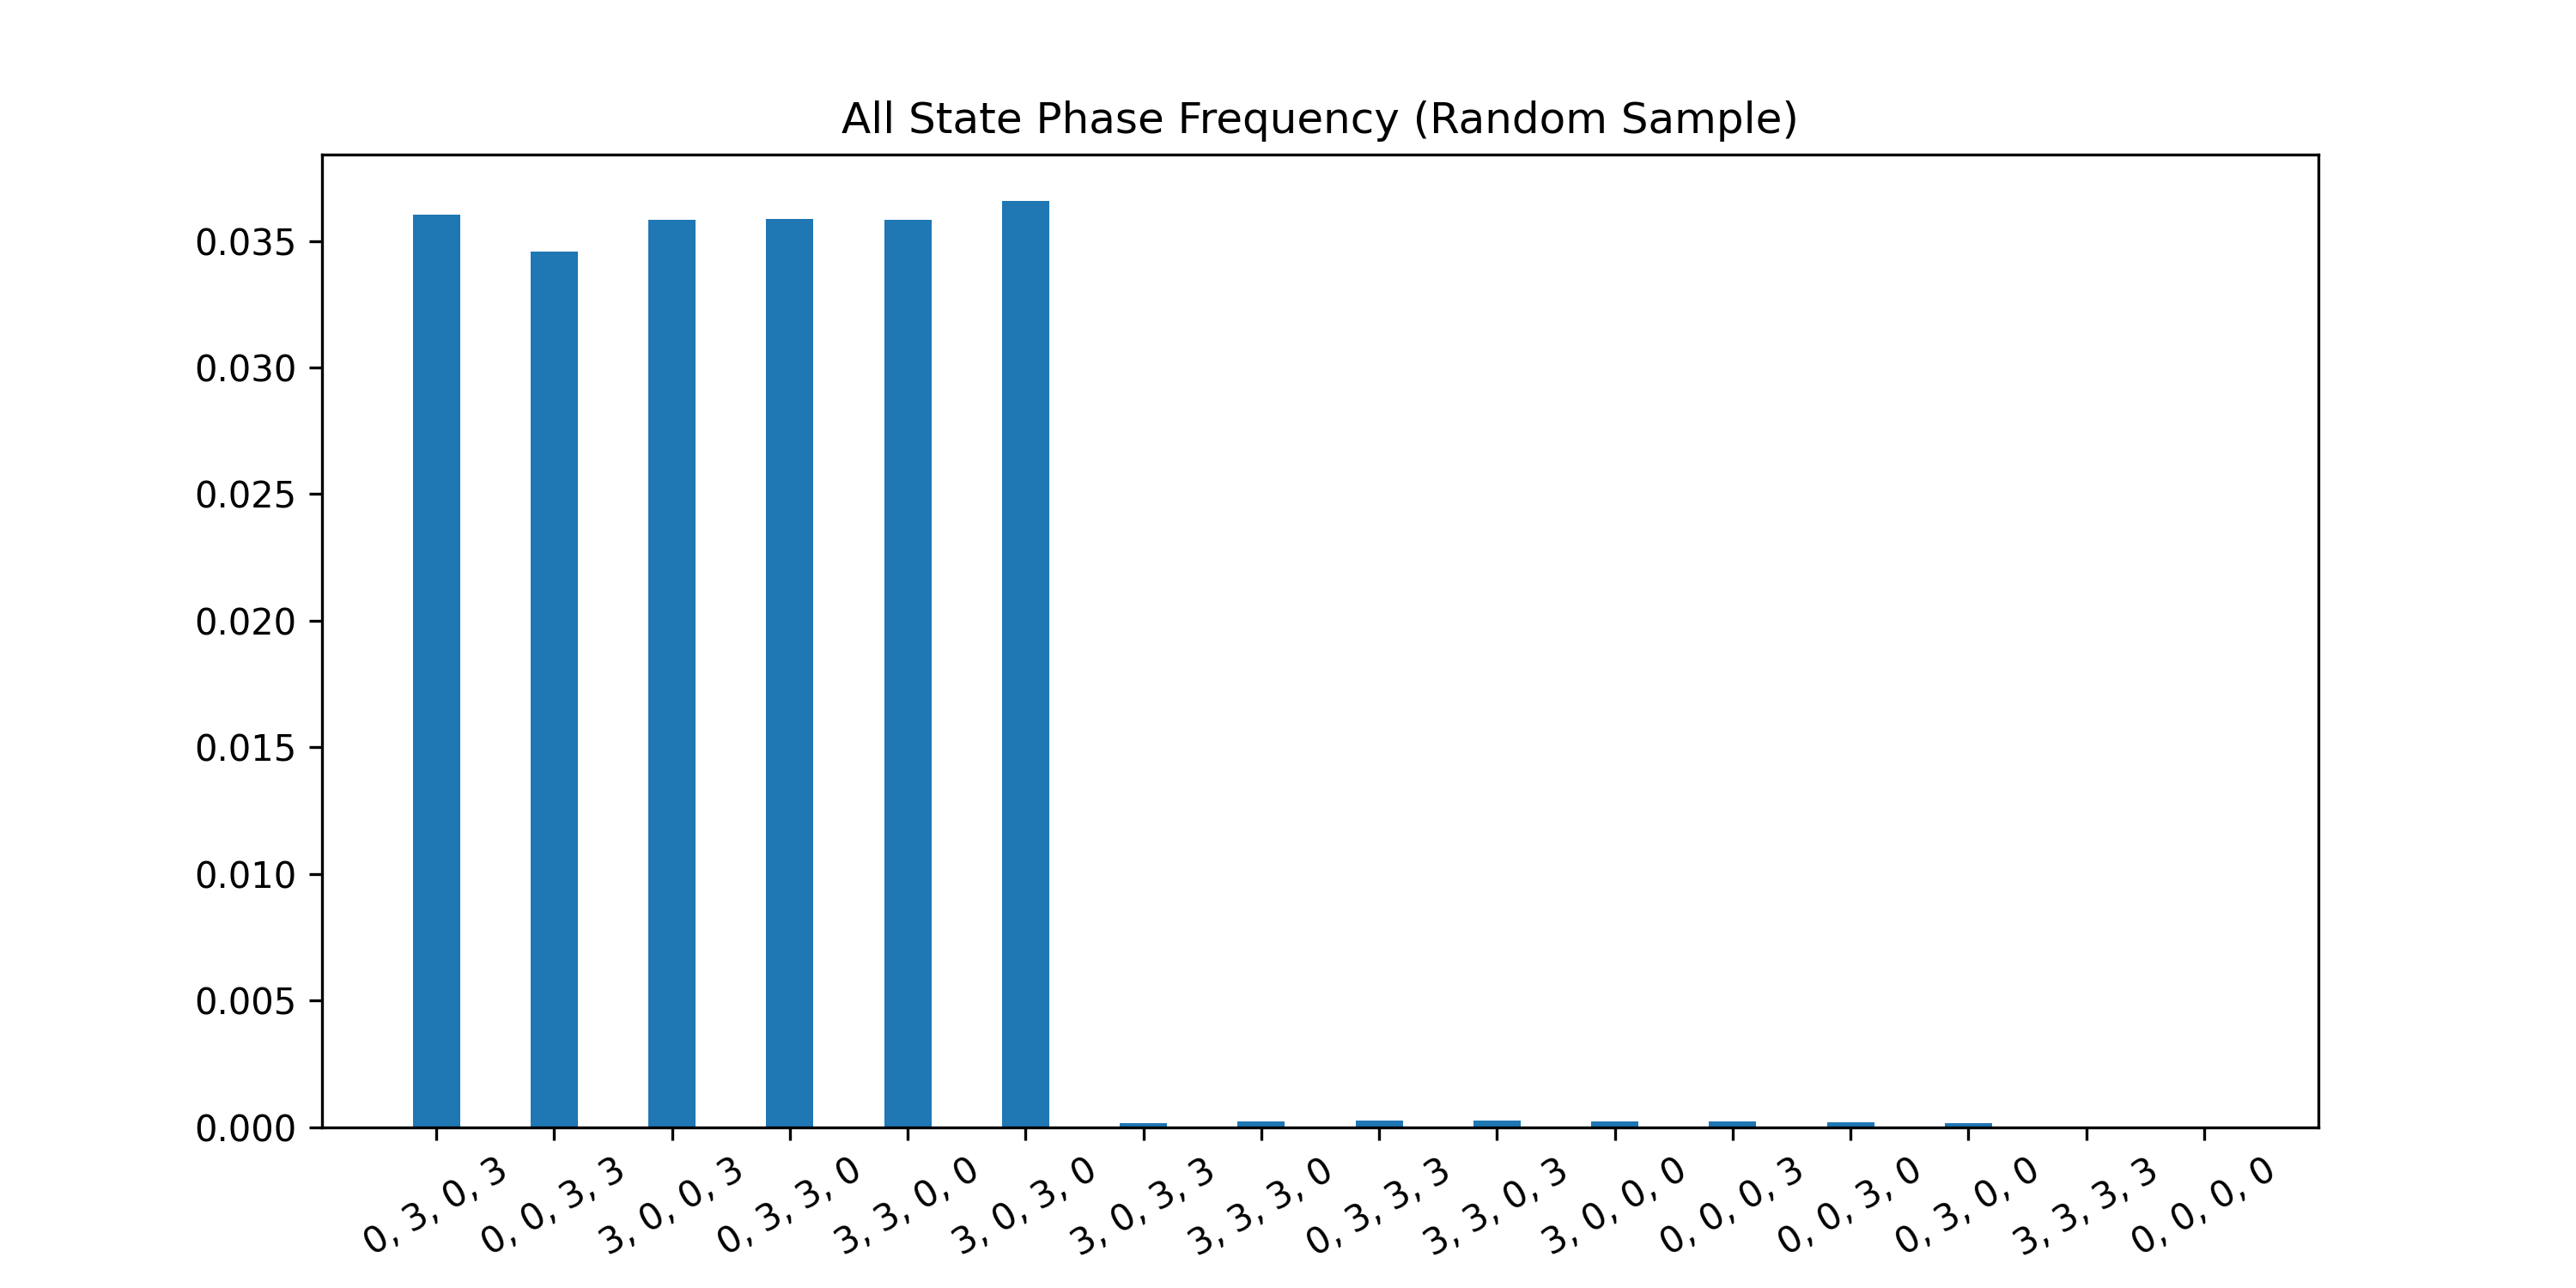 All State Phase Frequency (Random Sample)
0.035
0.030
0.025
0.020
0.015
0.010
0.005
0.000
0, 3, 0, 3
0, 0, 3, 3
3, 0, 0, 3
0, 3, 3, 0
3, 3, 0, 0
3, 0, 3, 0
3, 0, 3, 3
3, 3, 3, 0
0, 3, 3, 3
3, 3, 0, 3
3, 0, 0, 0
0, 0, 0, 3
0, 0, 3, 0
0, 3, 0, 0
3, 3, 3, 3
0, 0, 0, 0